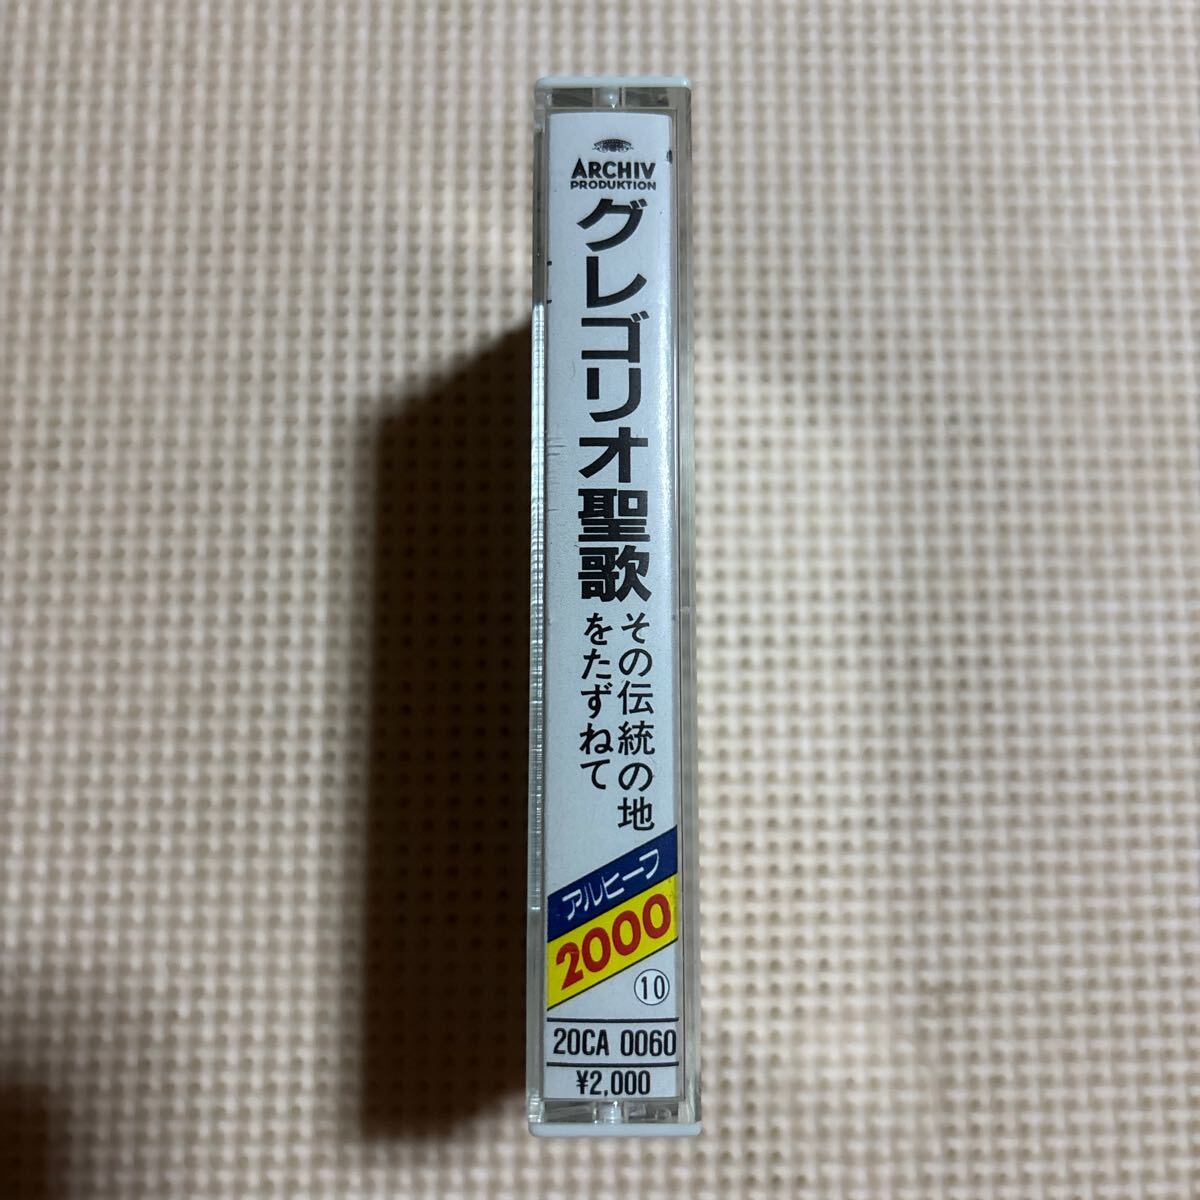 ARCHIV
PRODUKTION
グレゴリオ聖歌
その伝統の地
をたずねて
アルヒーフ
2000
⑩
20CA 0060
¥2,000